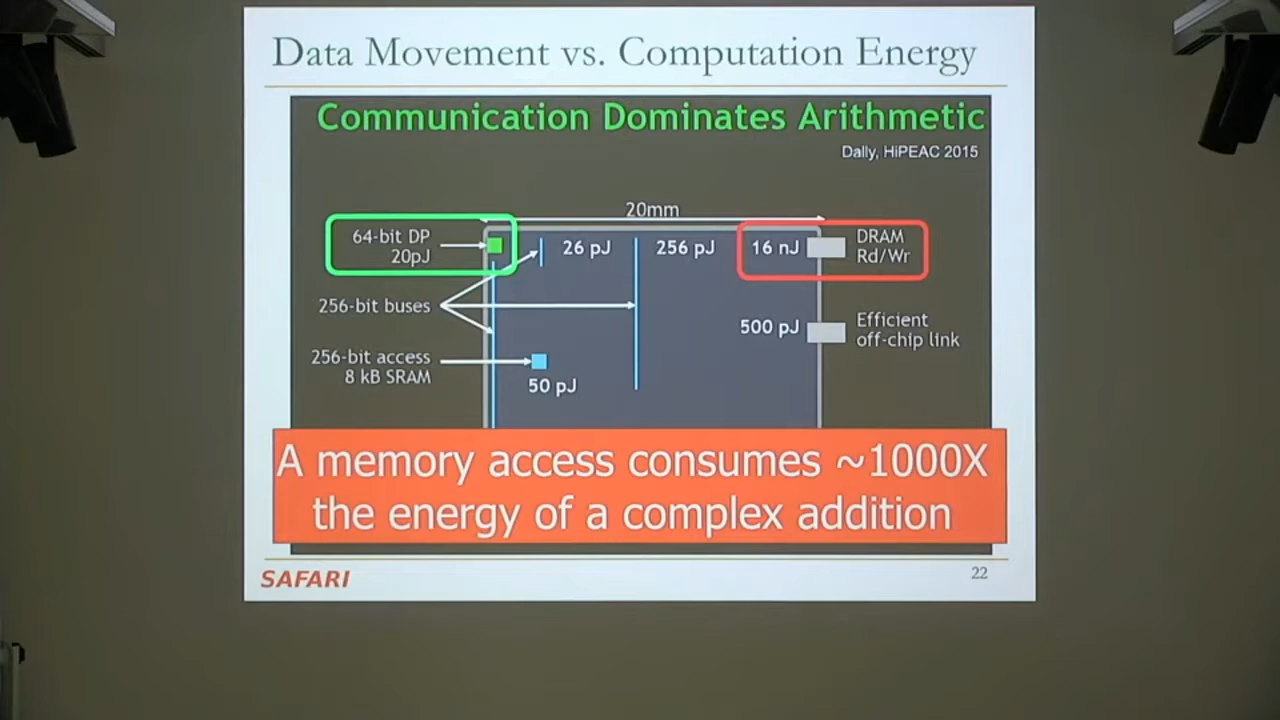 Data Movement vs. Computation Energy
Communication Dominates Arithmetic
Dally, HiPEAC 2015
20mm
64-bit DP
20pJ
26 pJ
256 pJ
16 nJ
DRAM
Rd/Wr
256-bit buses
500 pJ
Efficient
off-chip link
256-bit access
8 kB SRAM
50 pJ
A memory access consumes ~1000X
the energy of a complex addition
SAFARI
22